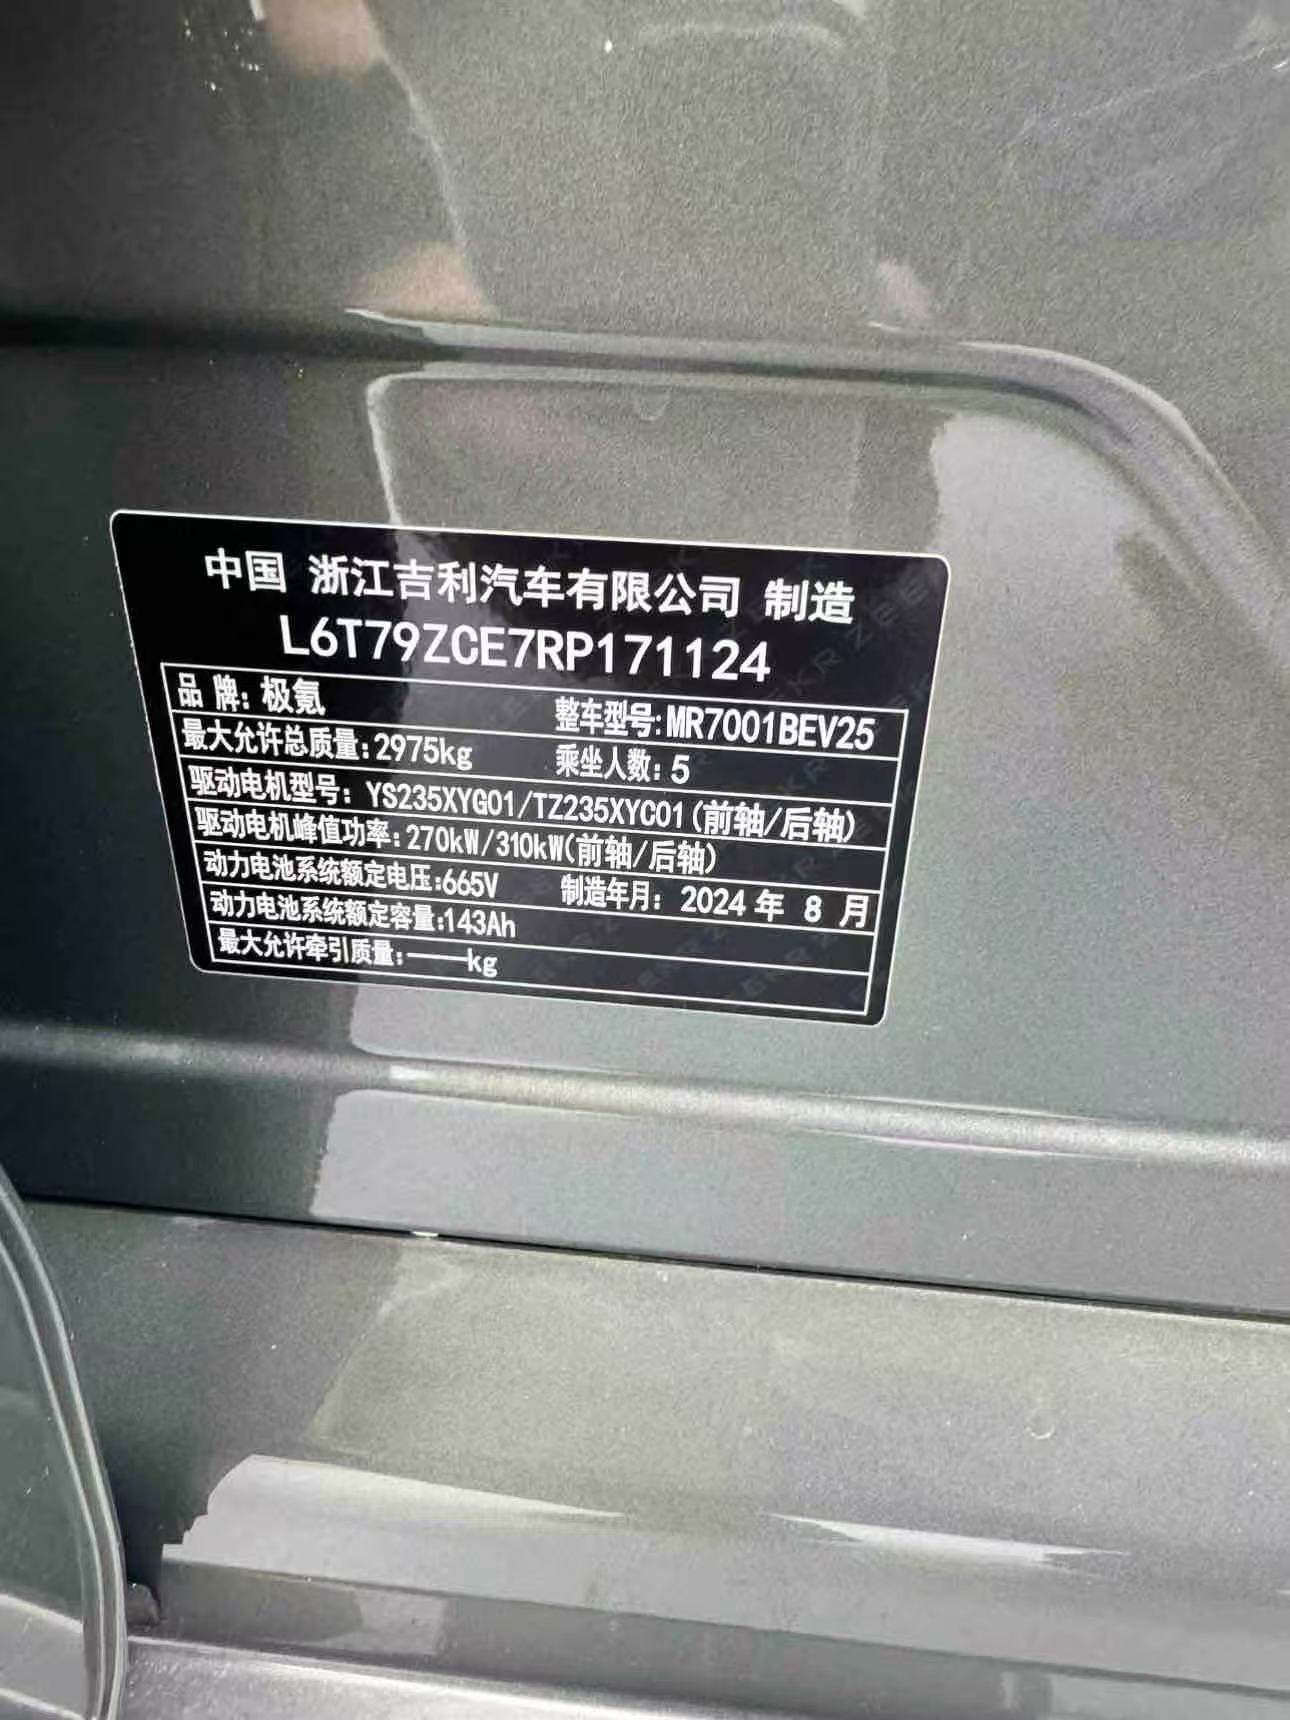 中国 浙江吉利汽车有限公司 制造
L6T79ZCE7RP171124
品 牌: 极氪 整车型号: MR7001BEV25
最大允许总质量: 2975kg 乘坐人数: 5
驱动电机型号: YS235XYG01/TZ235XYC01(前轴/后轴)
驱动电机峰值功率: 270kW/310kW(前轴/后轴)
动力电池系统额定电压: 665V 制造年月: 2024 年 8 月
动力电池系统额定容量: 143Ah
最大允许牵引质量: ——kg
ZEEKR